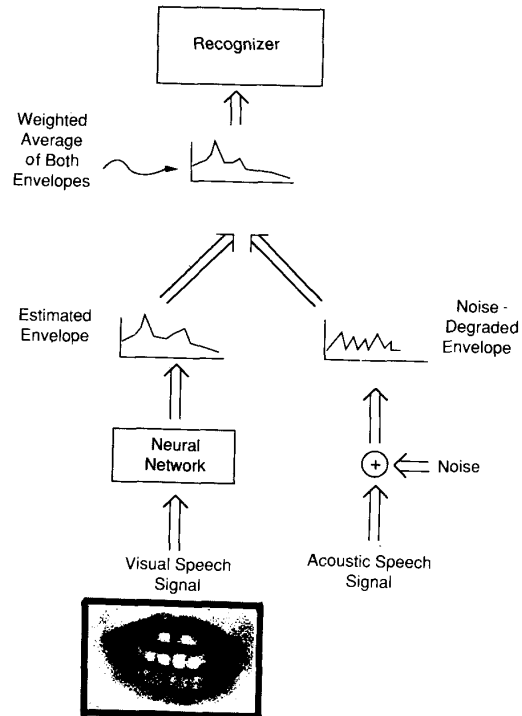 Recognizer
Weighted
Average
of Both
Envelopes
Estimated
Envelope
Noise -
Degraded
Envelope
Neural
Network
+
Noise
Visual Speech
Signal
Acoustic Speech
Signal